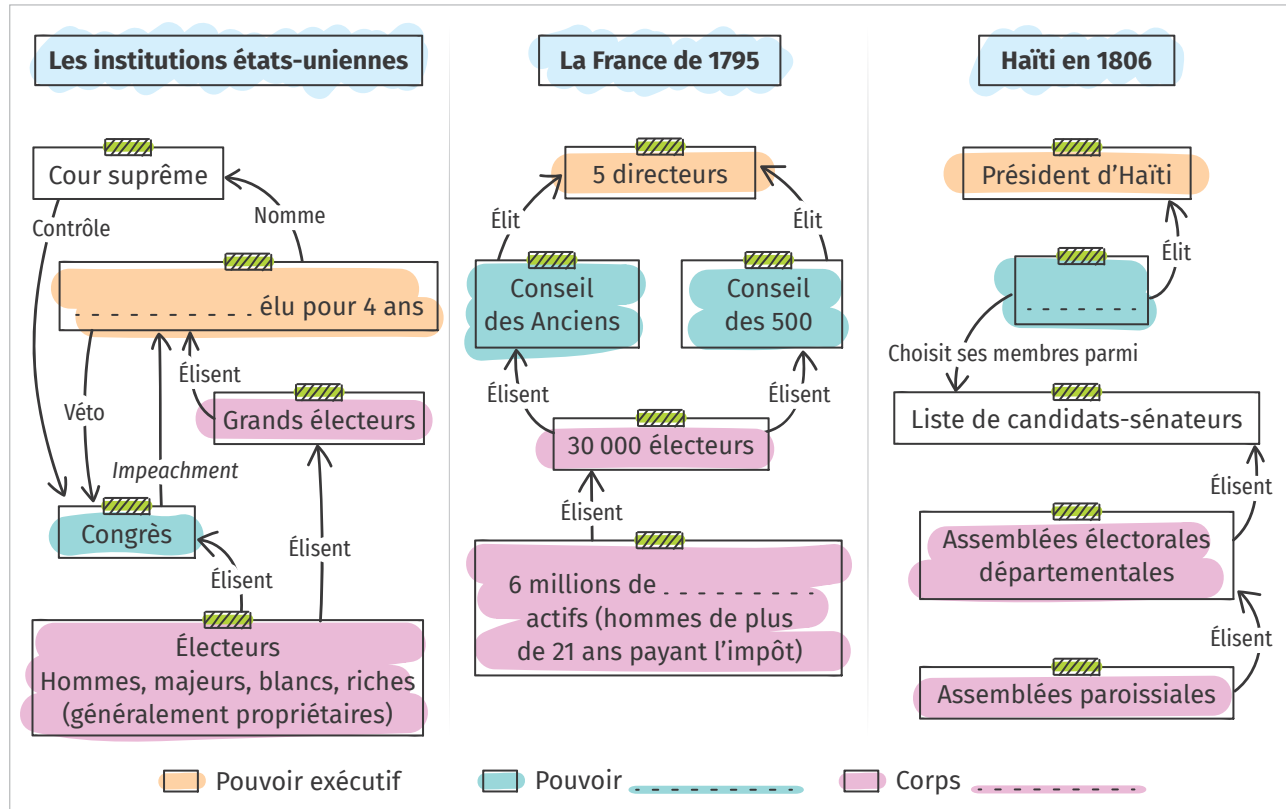 Les institutions états-uniennes
Cour suprême
Contrôle
Nomme
_ _ _ _ _ _ _ _ _ _ élu pour 4 ans
Élisent
Véto
Grands électeurs
Impeachment
Congrès
Élisent
Élisent
Électeurs
Hommes, majeurs, blancs, riches
(généralement propriétaires)
La France de 1795
5 directeurs
Élit
Élit
Conseil
des Anciens
Conseil
des 500
Élisent
Élisent
30 000 électeurs
Élisent
6 millions de _ _ _ _ _ _ _ _ _ _
actifs (hommes de plus
de 21 ans payant l’impôt)
Haïti en 1806
Président d’Haïti
Élit
_ _ _ _ _ _ _ _
Choisit ses membres parmi
Liste de candidats-sénateurs
Élisent
Assemblées électorales
départementales
Élisent
Assemblées paroissiales
Pouvoir exécutif
Pouvoir _ _ _ _ _ _ _ _ _ _
Corps _ _ _ _ _ _ _ _ _ _